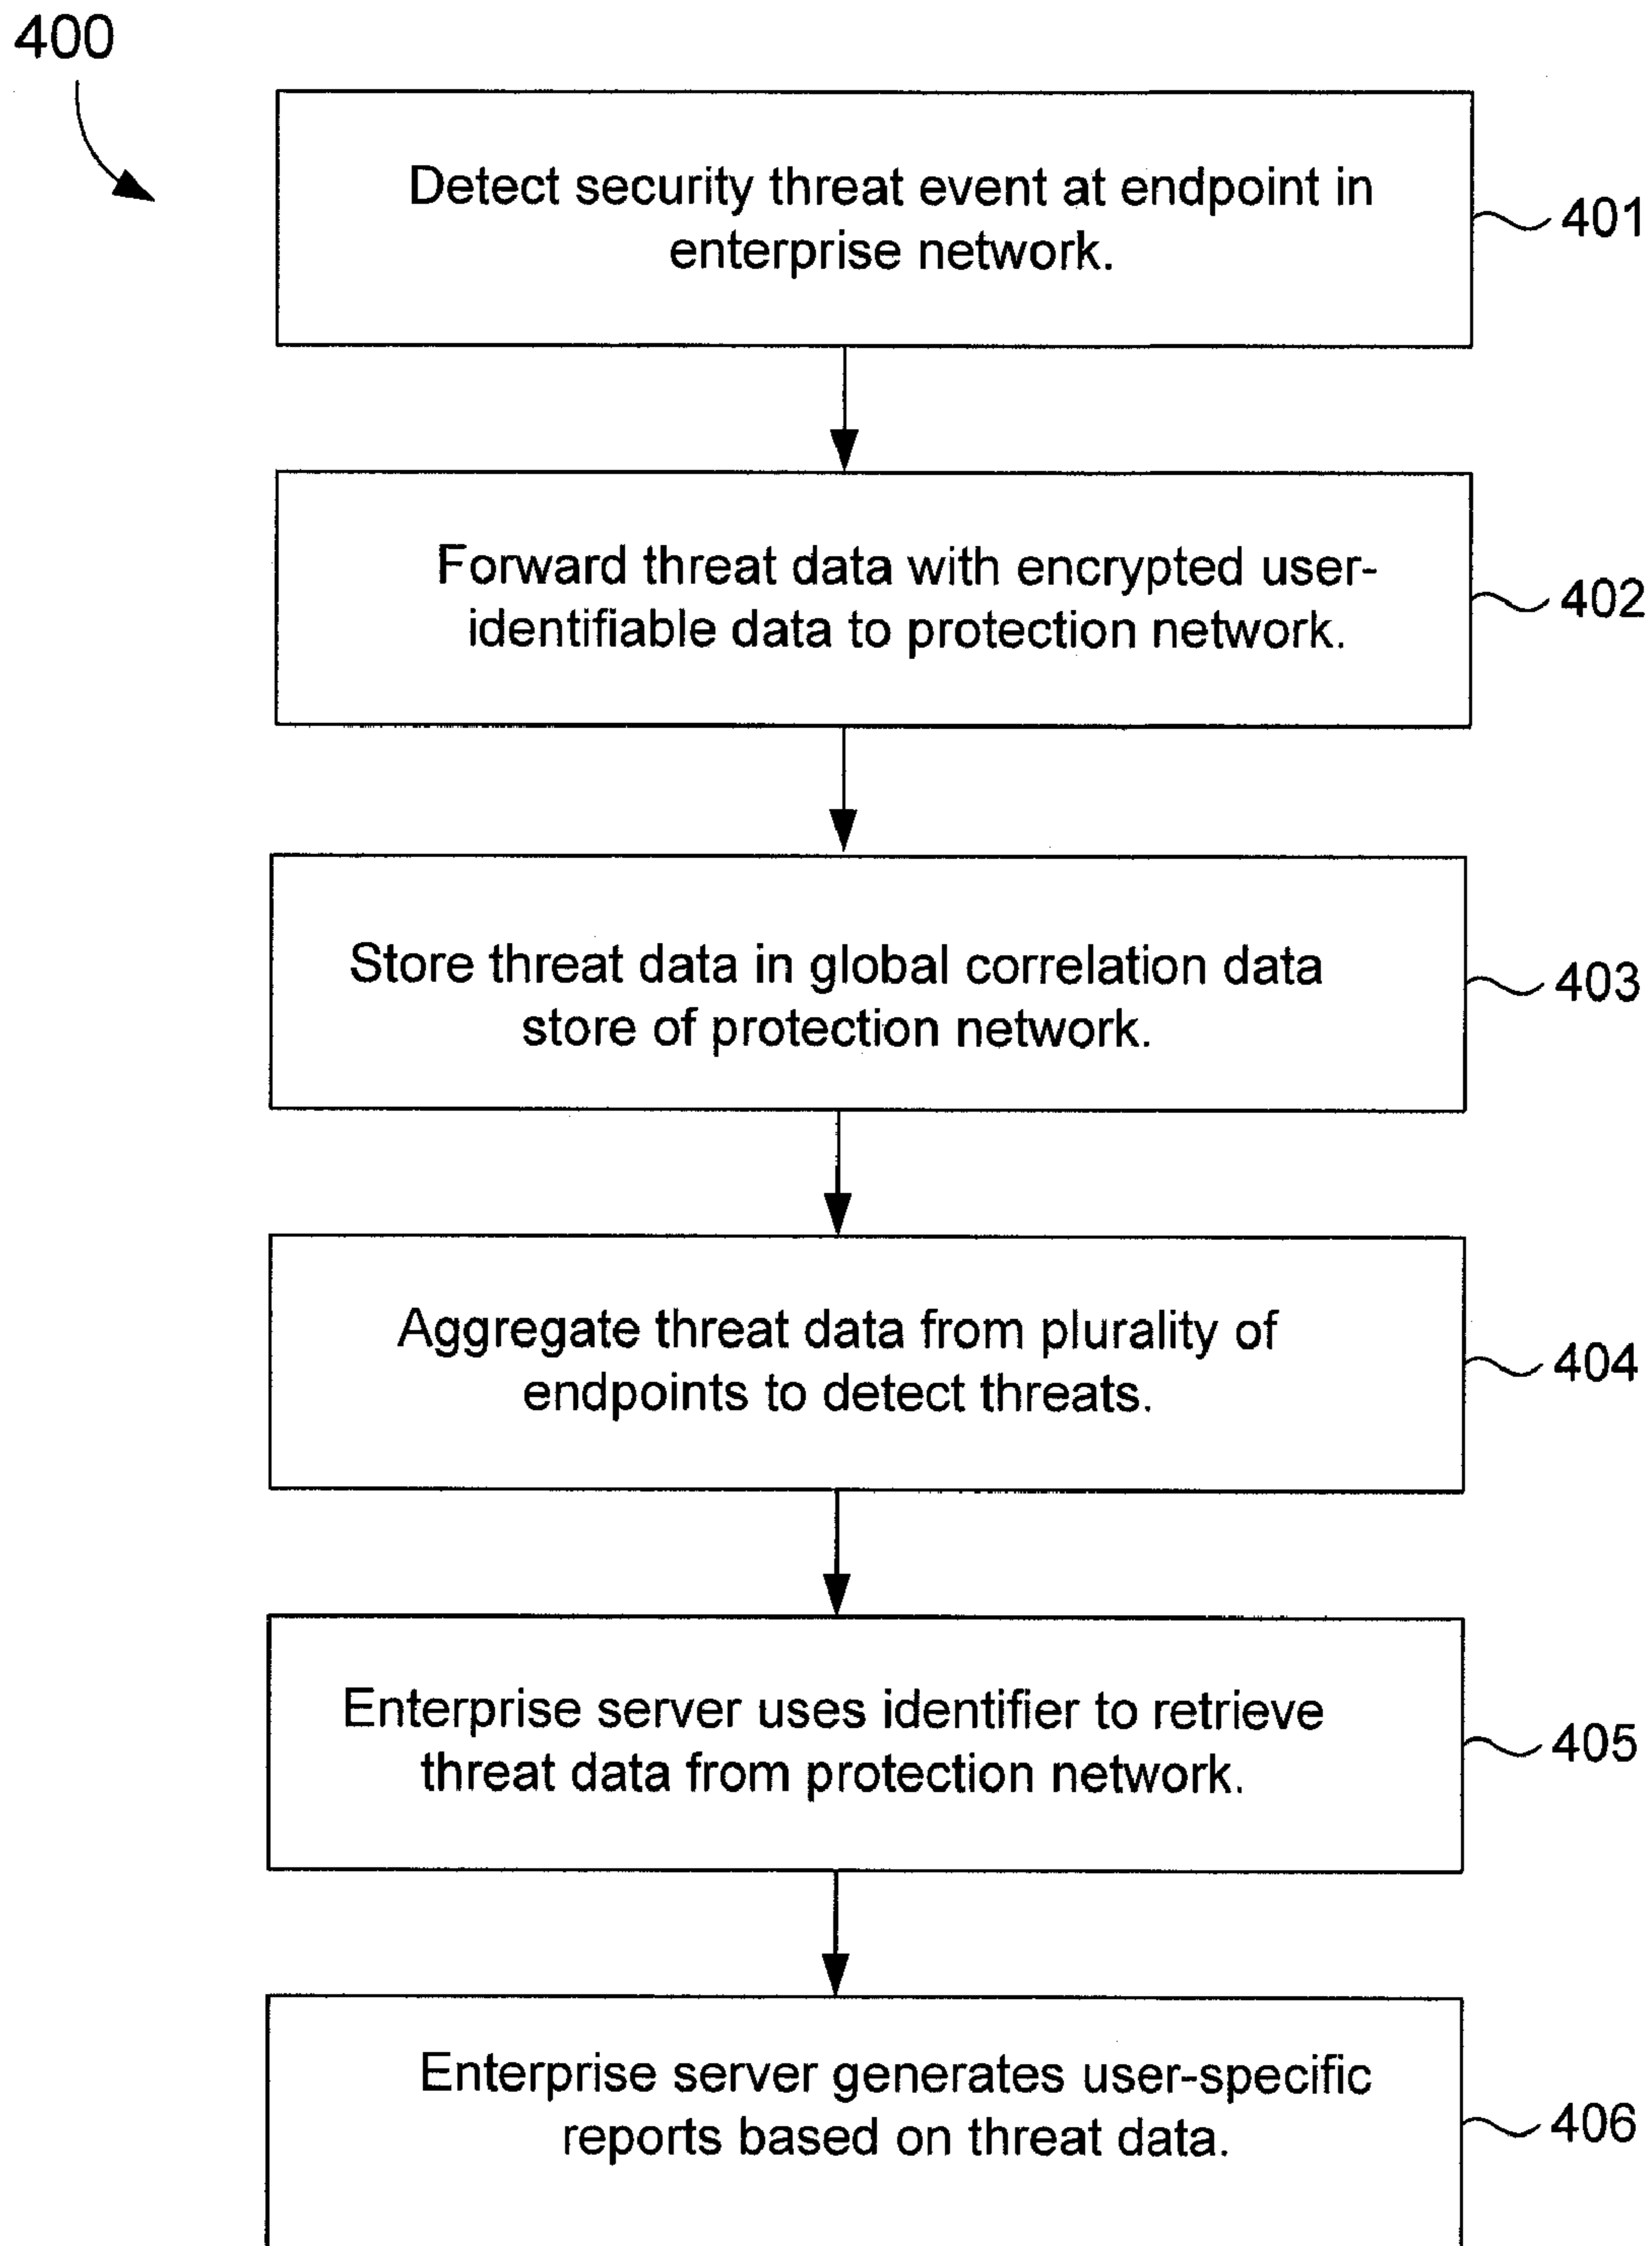 400
Detect security threat event at endpoint in
enterprise network.
401
Forward threat data with encrypted user-
identifiable data to protection network.
402
Store threat data in global correlation data
store of protection network.
403
Aggregate threat data from plurality of
endpoints to detect threats.
404
Enterprise server uses identifier to retrieve
threat data from protection network.
405
Enterprise server generates user-specific
reports based on threat data.
406